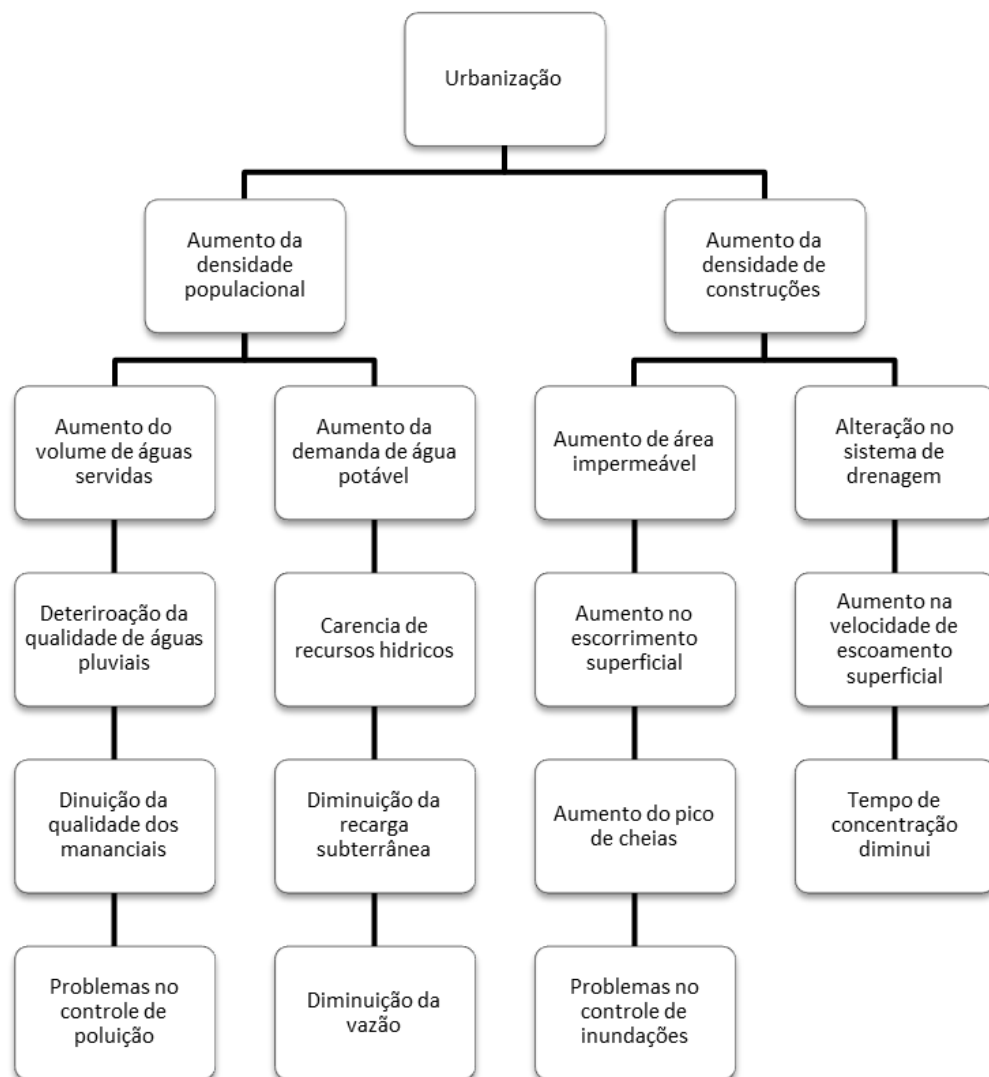 Urbanização
Aumento da
densidade
populacional
Aumento da
densidade de
construções
Aumento do
volume de águas
servidas
Aumento da
demanda de água
potável
Aumento de área
impermeável
Alteração no
sistema de
drenagem
Deteriroação da
qualidade de águas
pluviais
Carencia de
recursos hidricos
Aumento no
escorrimento
superficial
Aumento na
velocidade de
escoamento
superficial
Dinuição da
qualidade dos
mananciais
Diminuição da
recarga
subterrânea
Aumento do pico
de cheias
Tempo de
concentração
diminui
Problemas no
controle de
poluição
Diminuição da
vazão
Problemas no
controle de
inundações